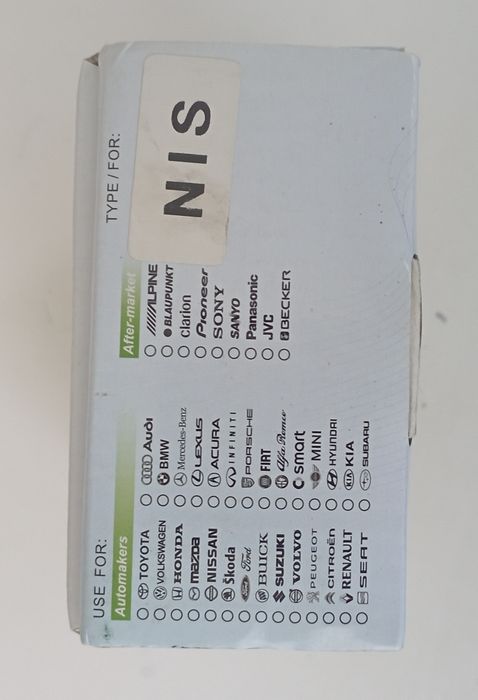 USE FOR:
Automakers
TOYOTA
VOLKSWAGEN
HONDA
mazda
NISSAN
Škoda
Ford
BUICK
SUZUKI
VOLVO
PEUGEOT
CITROËN
RENAULT
SEAT
Audi
BMW
Mercedes-Benz
LEXUS
ACURA
INFINITI
PORSCHE
FIAT
Alfa Romeo
smart
MINI
HYUNDAI
KIA
SUBARU
After-market
ALPINE
BLAUPUNKT
clarion
Pioneer
SONY
SANYO
Panasonic
JVC
BECKER
TYPE / FOR:
NIS